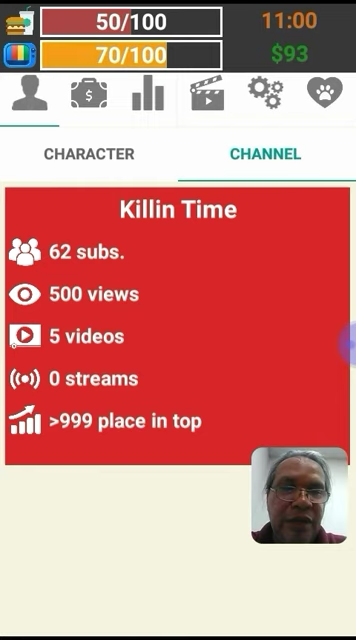 50/100 11:00
70/100 $93
$
CHARACTER CHANNEL
Killin Time
62 subs.
500 views
5 videos
0 streams
>999 place in top